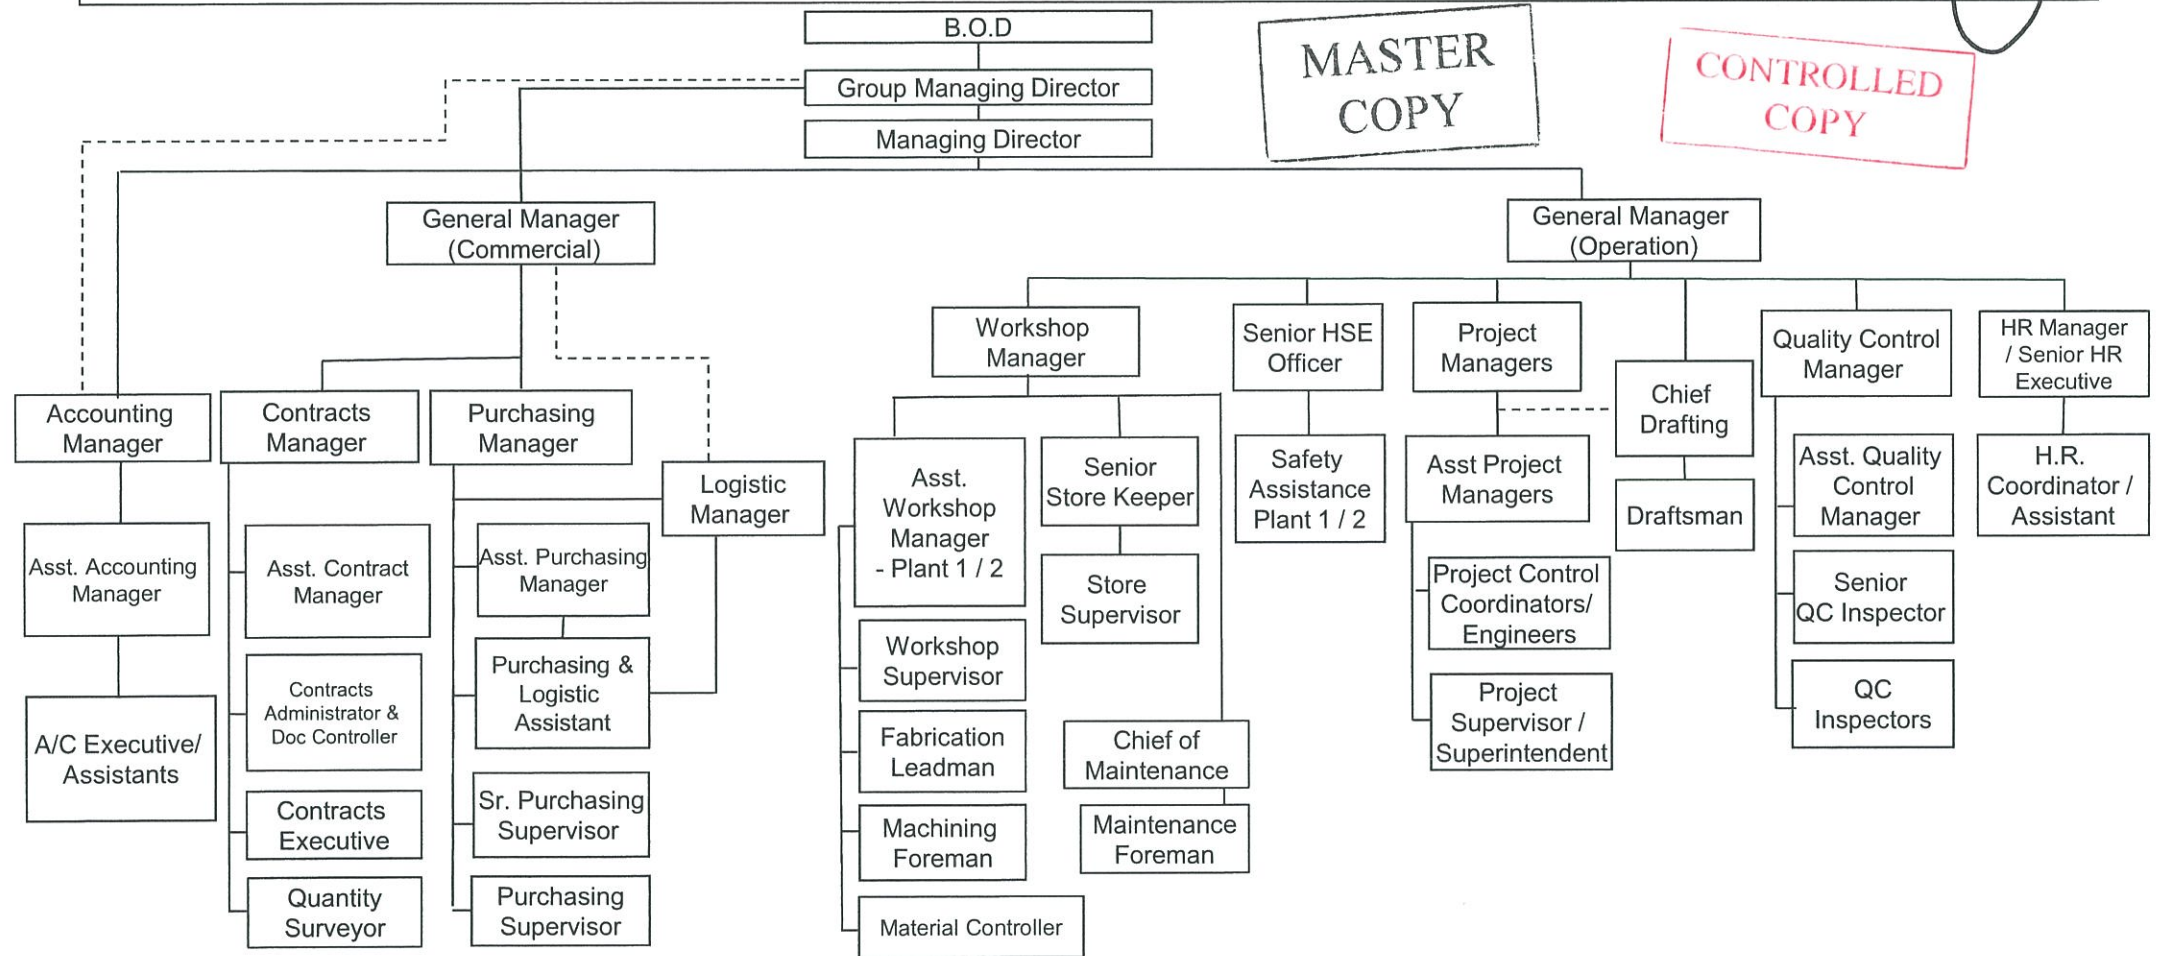 B.O.D
Group Managing Director
Managing Director
MASTER
COPY
CONTROLLED
COPY
General Manager
(Commercial)
General Manager
(Operation)
Accounting
Manager
Asst. Accounting
Manager
A/C Executive/
Assistants
Contracts
Manager
Asst. Contract
Manager
Contracts
Administrator &
Doc Controller
Contracts
Executive
Quantity
Surveyor
Purchasing
Manager
Logistic
Manager
Asst. Purchasing
Manager
Purchasing &
Logistic
Assistant
Sr. Purchasing
Supervisor
Purchasing
Supervisor
Workshop
Manager
Asst.
Workshop
Manager
- Plant 1 / 2
Workshop
Supervisor
Fabrication
Leadman
Machining
Foreman
Material Controller
Senior
Store Keeper
Store
Supervisor
Chief of
Maintenance
Maintenance
Foreman
Senior HSE
Officer
Safety
Assistance
Plant 1 / 2
Project
Managers
Asst Project
Managers
Project Control
Coordinators/
Engineers
Project
Supervisor /
Superintendent
Chief
Drafting
Draftsman
Quality Control
Manager
Asst. Quality
Control
Manager
Senior
QC Inspector
QC
Inspectors
HR Manager
/ Senior HR
Executive
H.R.
Coordinator /
Assistant